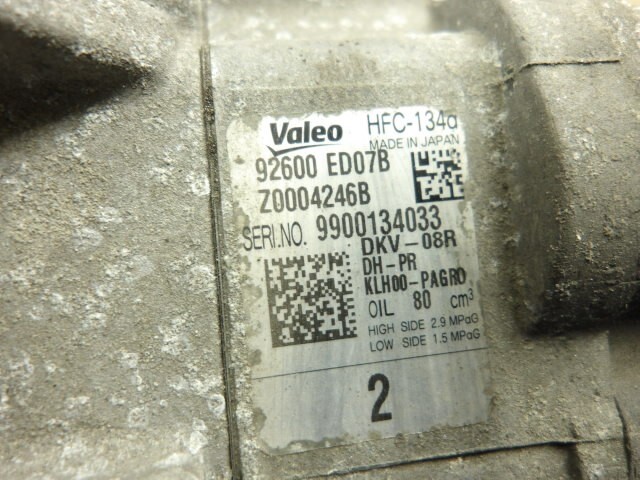 Valeo HFC-134a
MADE IN JAPAN
92600 ED07B
Z0004246B
SERI.NO. 9900134033
DKV-08R
DH-PR
KLH00-PAGR0
OIL 80 cm³
HIGH SIDE 2.9 MPaG
LOW SIDE 1.5 MPaG
2